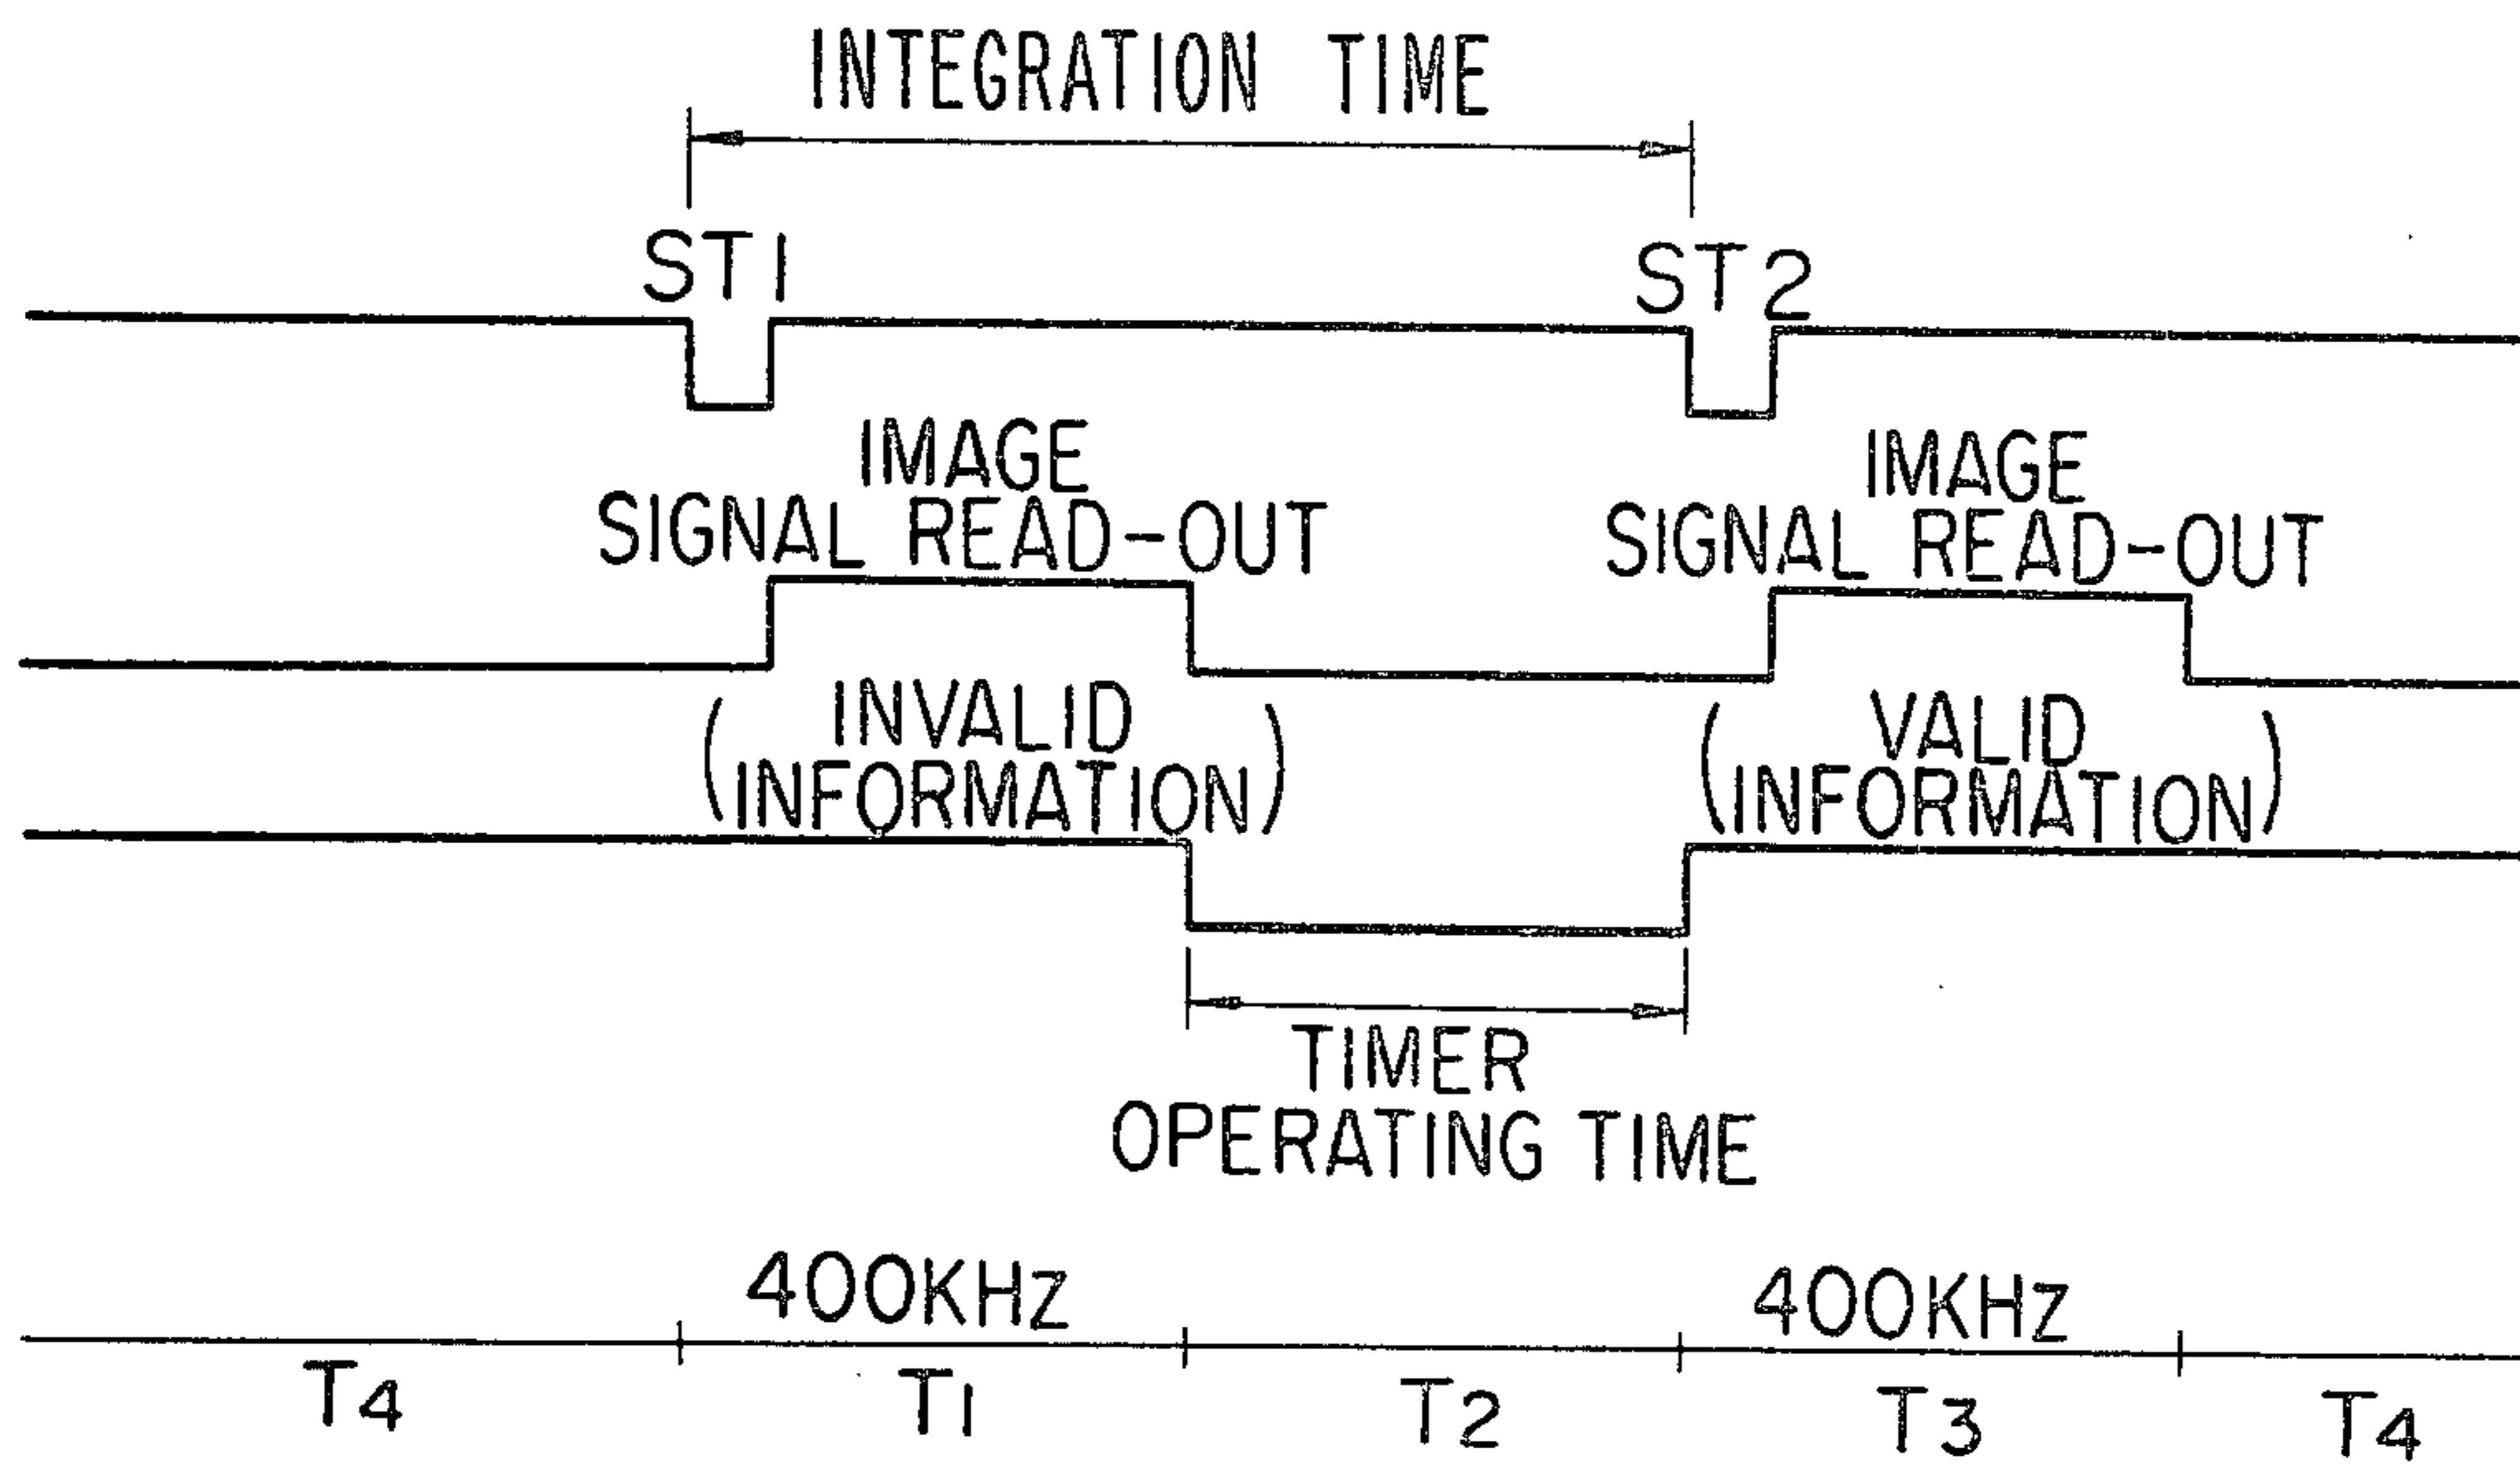 INTEGRATION TIME
ST1
ST2
IMAGE
SIGNAL READ-OUT
IMAGE
SIGNAL READ-OUT
(INVALID
INFORMATION)
(VALID
INFORMATION)
TIMER
OPERATING TIME
400KHZ
400KHZ
T4
T1
T2
T3
T4